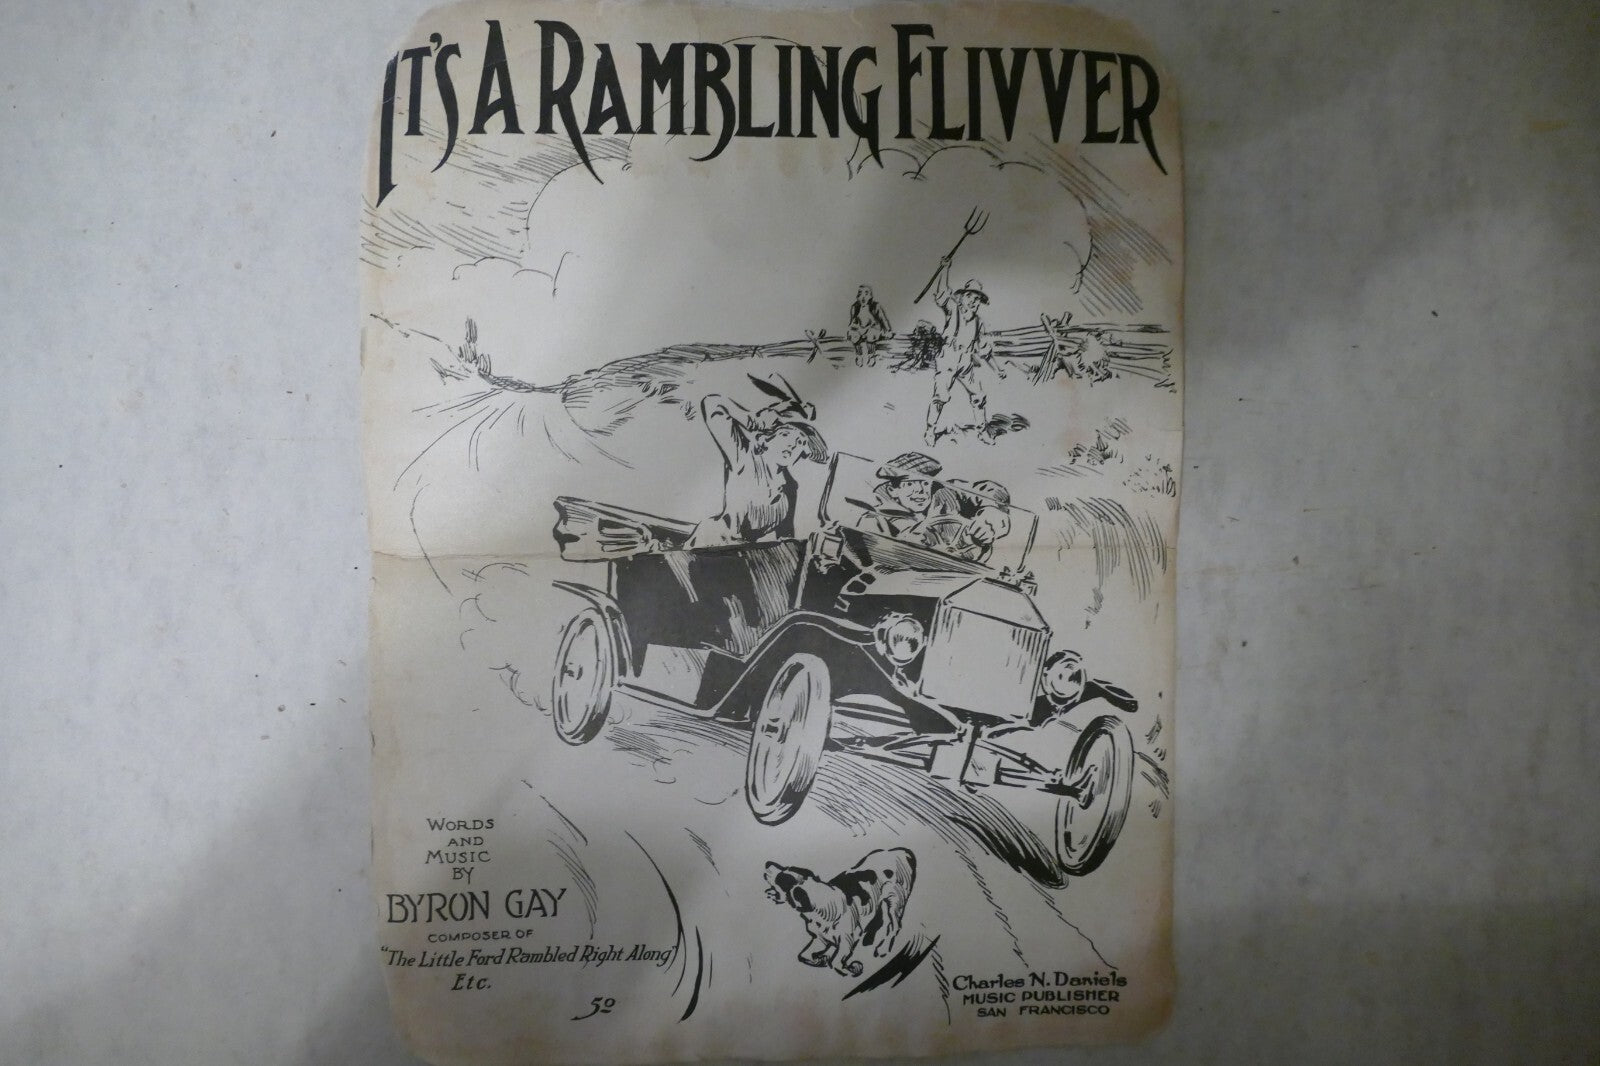 IT'S A RAMBLING FLIVVER
WORDS
AND
MUSIC
BY
BYRON GAY
COMPOSER OF
"The Little Ford Rambled Right Along"
Etc.
50
Charles N. Daniels
MUSIC PUBLISHER
SAN FRANCISCO